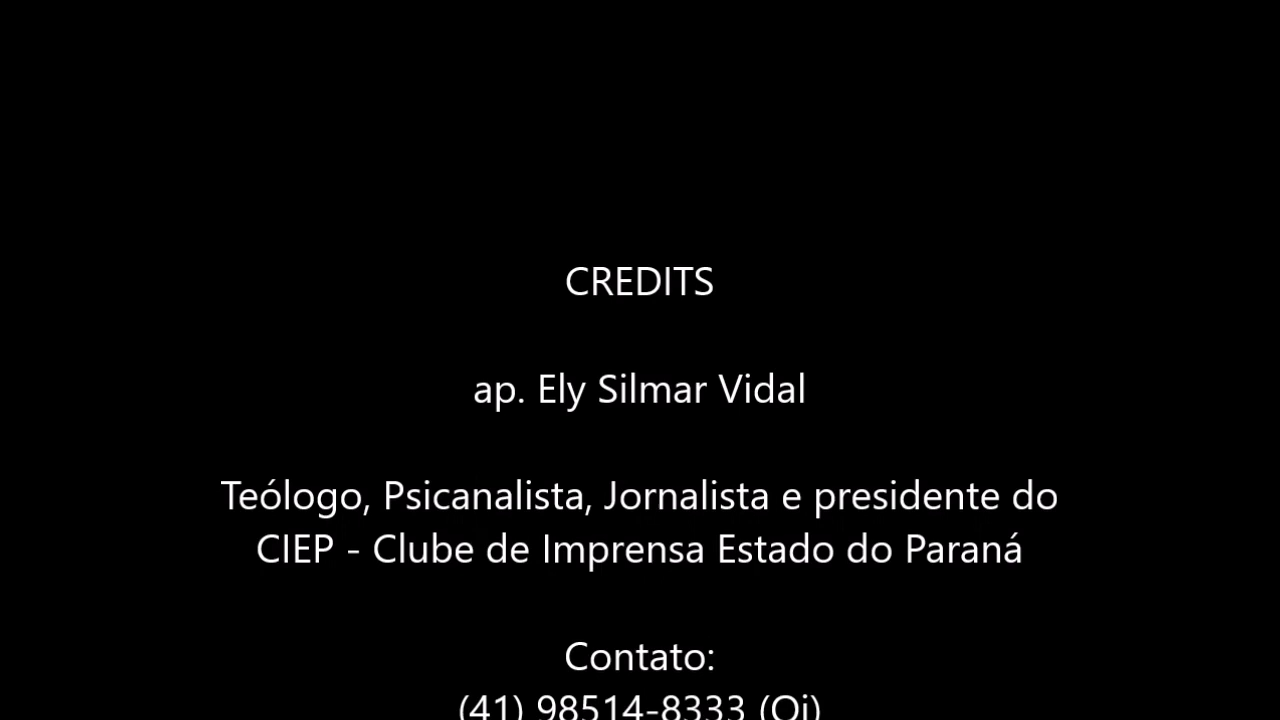 CREDITS
ap. Ely Silmar Vidal
Teólogo, Psicanalista, Jornalista e presidente do
CIEP - Clube de Imprensa Estado do Paraná
Contato:
(41) 98514-8333 (Oi)